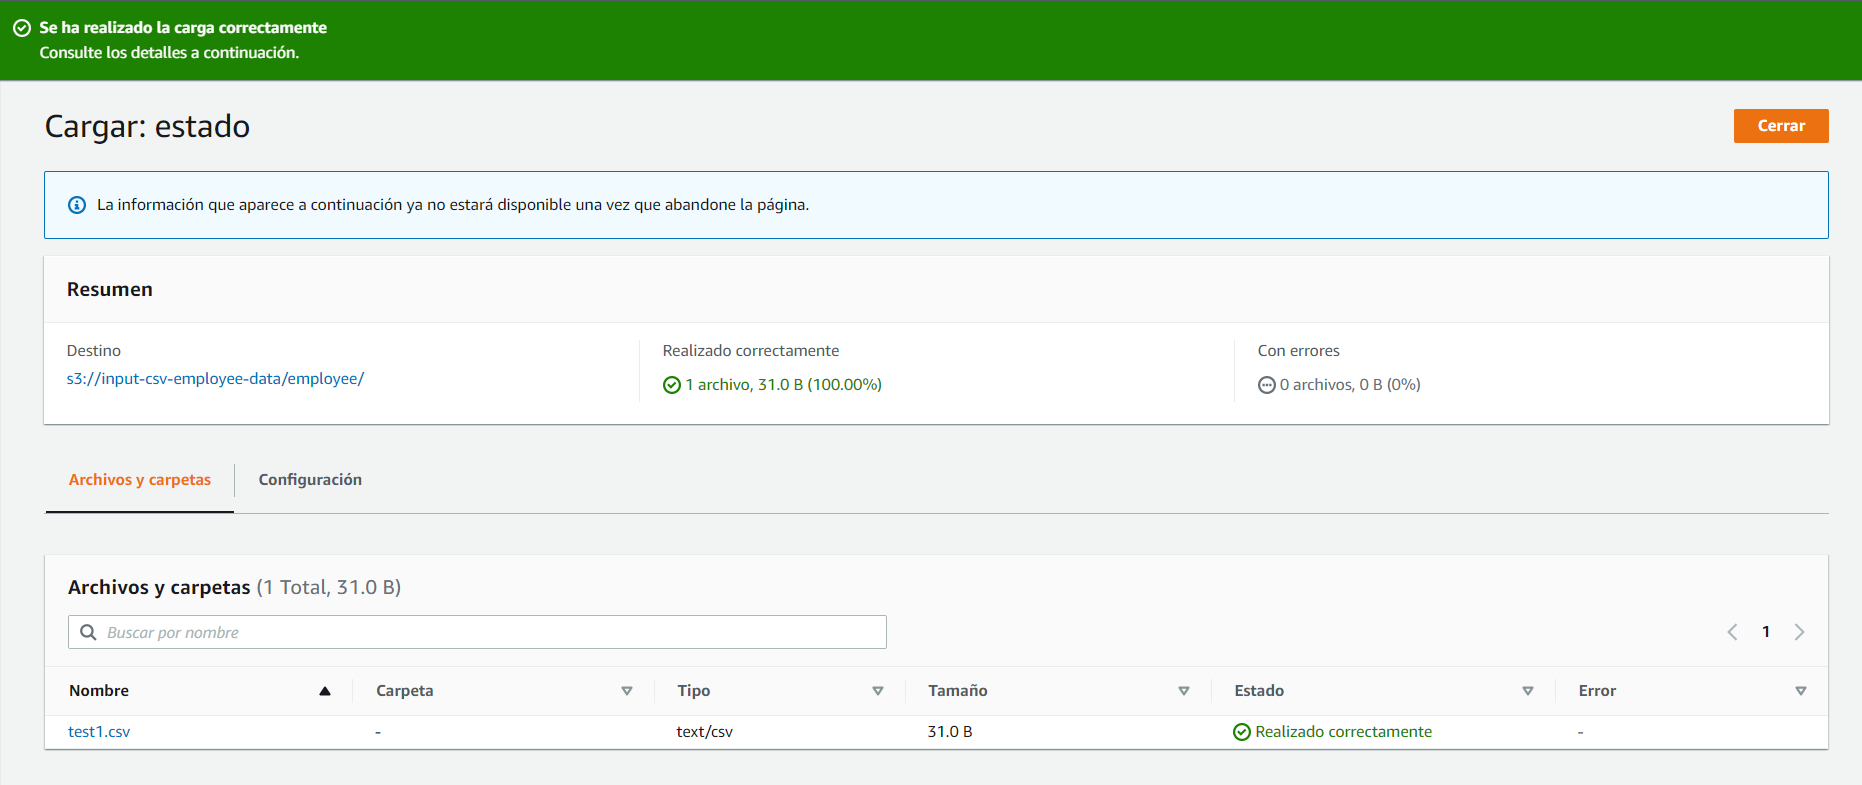 Se ha realizado la carga correctamente
Consulte los detalles a continuación.
Cargar: estado
Cerrar
La información que aparece a continuación ya no estará disponible una vez que abandone la página.
Resumen
Destino
s3://input-csv-employee-data/employee/
Realizado correctamente
1 archivo, 31.0 B (100.00%)
Con errores
0 archivos, 0 B (0%)
Archivos y carpetas
Configuración
Archivos y carpetas (1 Total, 31.0 B)
Buscar por nombre
1
Nombre Carpeta Tipo Tamaño Estado Error
test1.csv - text/csv 31.0 B Realizado correctamente -